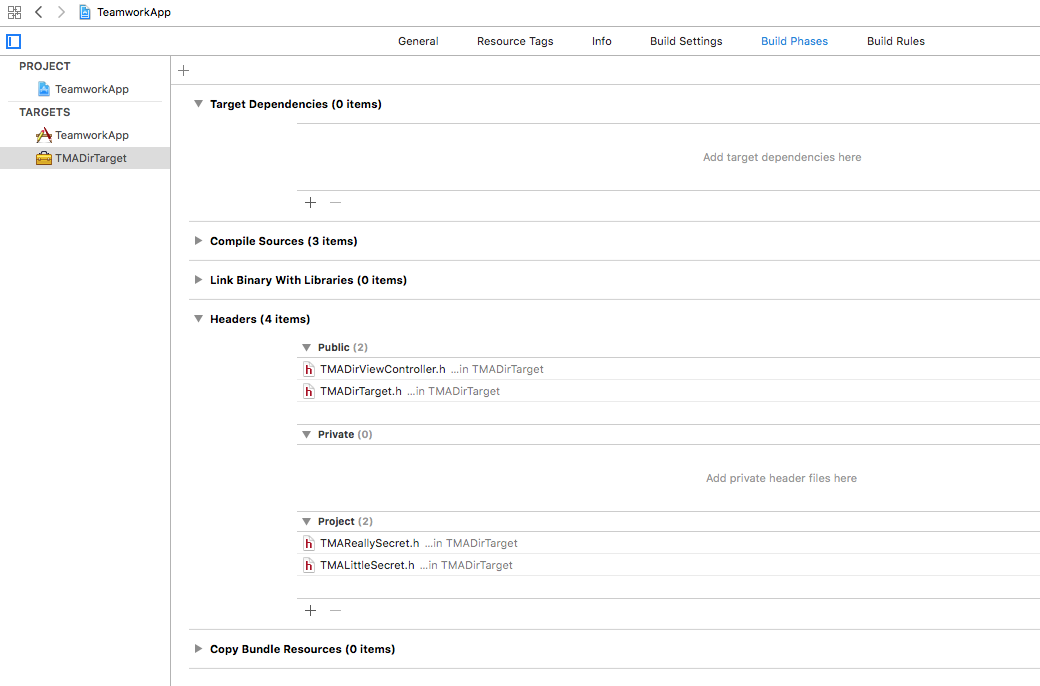 TeamworkApp
General Resource Tags Info Build Settings Build Phases Build Rules
PROJECT
TeamworkApp
TARGETS
TeamworkApp
TMADirTarget
Target Dependencies (0 items)
Add target dependencies here
Compile Sources (3 items)
Link Binary With Libraries (0 items)
Headers (4 items)
Public (2)
h TMADirViewController.h ...in TMADirTarget
h TMADirTarget.h ...in TMADirTarget
Private (0)
Add private header files here
Project (2)
h TMAReallySecret.h ...in TMADirTarget
h TMALittleSecret.h ...in TMADirTarget
Copy Bundle Resources (0 items)